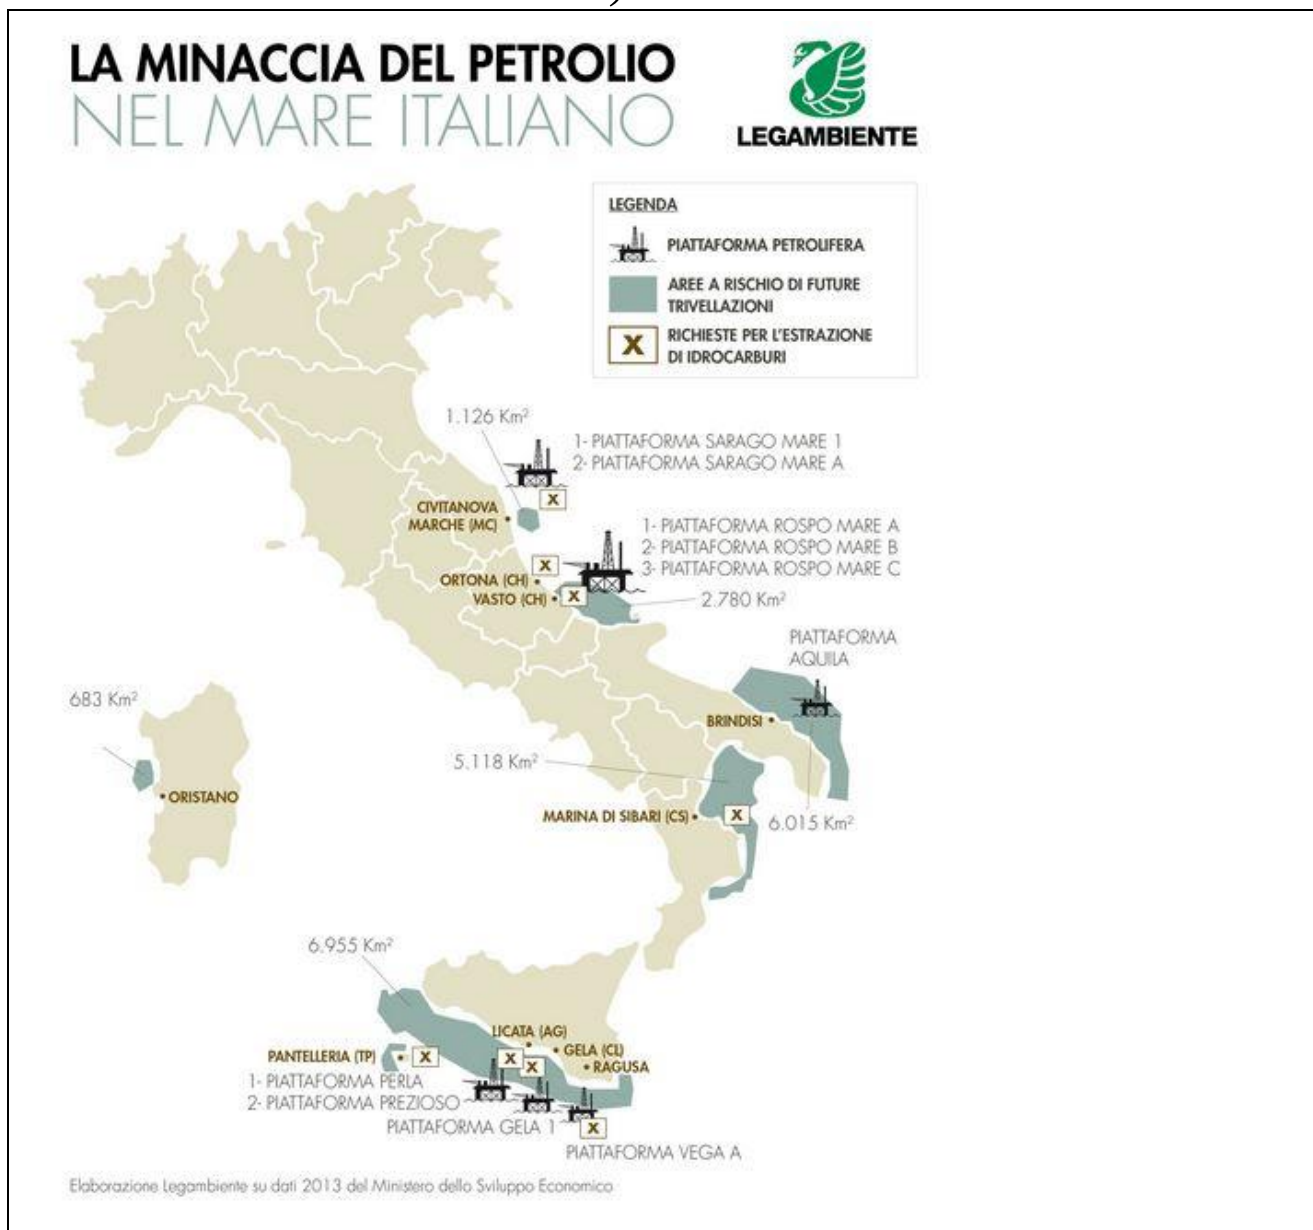 LA MINACCIA DEL PETROLIO
NEL MARE ITALIANO
LEGAMBIENTE
LEGENDA
PIATTAFORMA PETROLIFERA
AREE A RISCHIO DI FUTURE
TRIVELLAZIONI
X
RICHIESTE PER L'ESTRAZIONE
DI IDROCARBURI
1.126 Km²
1- PIATTAFORMA SARAGO MARE 1
2- PIATTAFORMA SARAGO MARE A
X
CIVITANOVA
MARCHE (MC)
1- PIATTAFORMA ROSPO MARE A
2- PIATTAFORMA ROSPO MARE B
3- PIATTAFORMA ROSPO MARE C
X
ORTONA (CH)
VASTO (CH)
X
2.780 Km²
PIATTAFORMA
AQUILA
683 Km²
BRINDISI
5.118 Km²
ORISTANO
MARINA DI SIBARI (CS)
X
6.015 Km²
6.955 Km²
LICATA (AG)
GELA (CL)
PANTELLERIA (TP)
X
X
X
RAGUSA
1- PIATTAFORMA PERLA
2- PIATTAFORMA PREZIOSO
PIATTAFORMA GELA 1
X
PIATTAFORMA VEGA A
Elaborazione Legambiente su dati 2013 del Ministero dello Sviluppo Economico